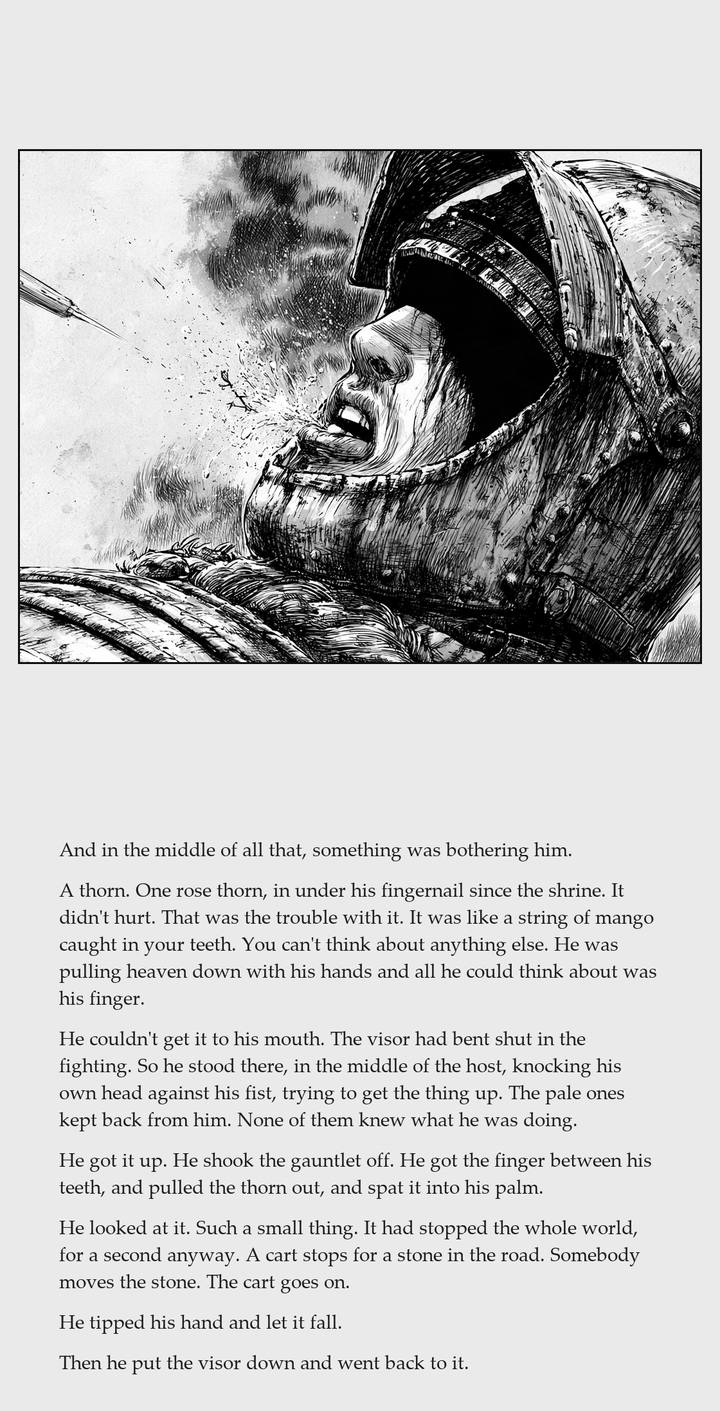 And in the middle of all that, something was bothering him.
A thorn. One rose thorn, in under his fingernail since the shrine. It
didn't hurt. That was the trouble with it. It was like a string of mango
caught in your teeth. You can't think about anything else. He was
pulling heaven down with his hands and all he could think about was
his finger.
He couldn't get it to his mouth. The visor had bent shut in the
fighting. So he stood there, in the middle of the host, knocking his
own head against his fist, trying to get the thing up. The pale ones
kept back from him. None of them knew what he was doing.
He got it up. He shook the gauntlet off. He got the finger between his
teeth, and pulled the thorn out, and spat it into his palm.
He looked at it. Such a small thing. It had stopped the whole world,
for a second anyway. A cart stops for a stone in the road. Somebody
moves the stone. The cart goes on.
He tipped his hand and let it fall.
Then he put the visor down and went back to it.